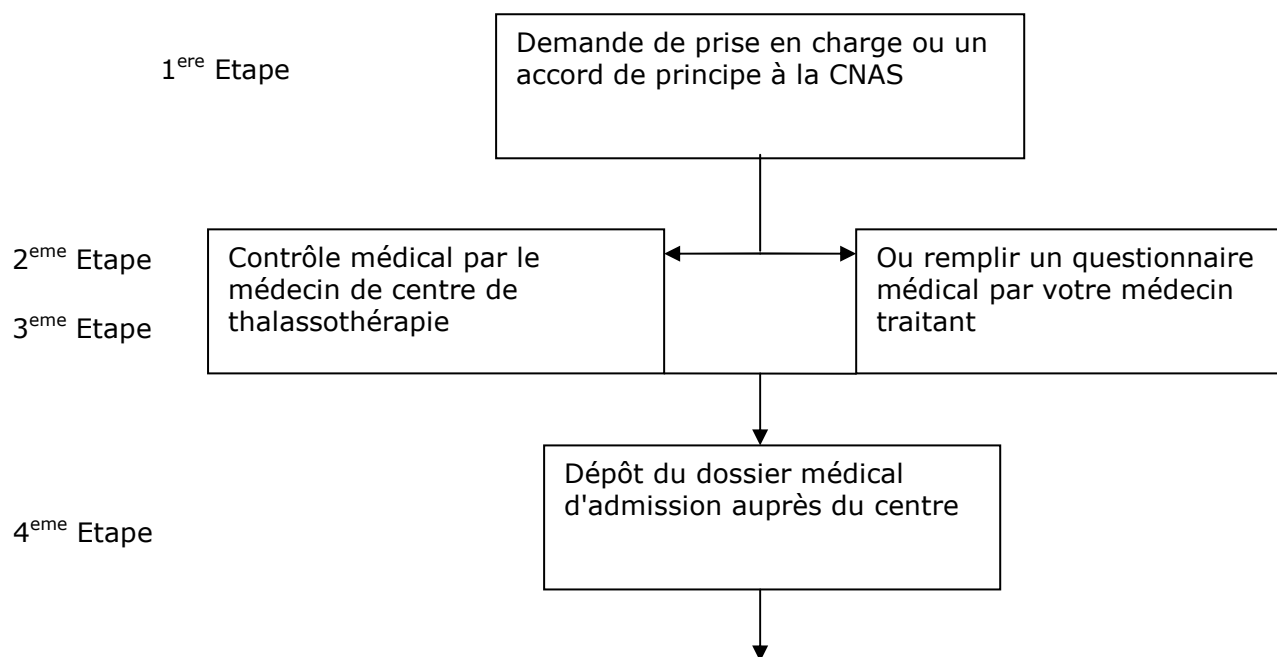 1ere Etape
Demande de prise en charge ou un
accord de principe à la CNAS
2eme Etape
3eme Etape
Contrôle médical par le
médecin de centre de
thalassothérapie
Ou remplir un questionnaire
médical par votre médecin
traitant
4eme Etape
Dépôt du dossier médical
d'admission auprès du centre